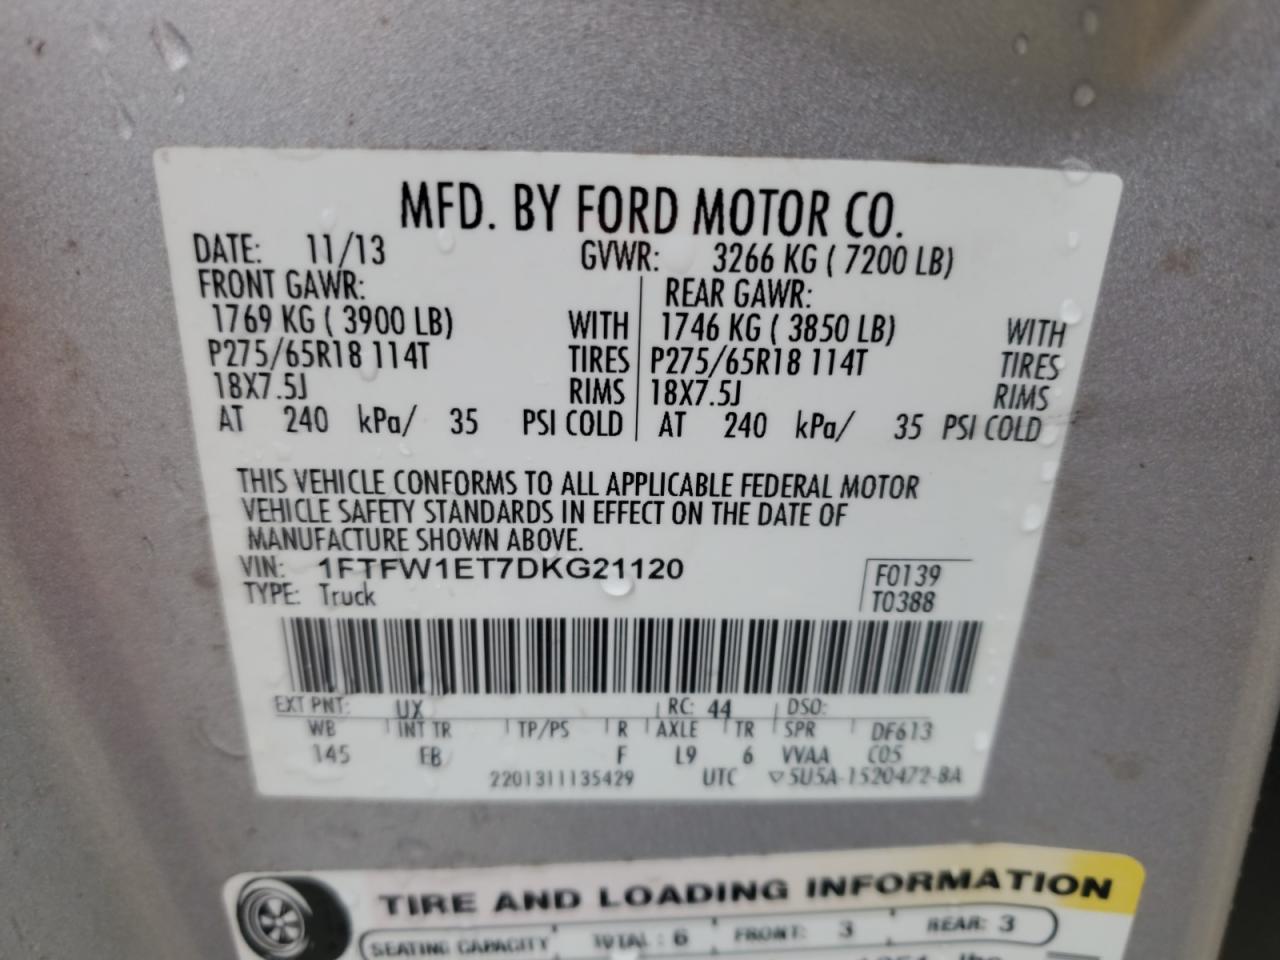 MFD. BY FORD MOTOR CO.
DATE: 11/13 GVWR: 3266 KG ( 7200 LB)
FRONT GAWR: REAR GAWR:
1769 KG ( 3900 LB) WITH 1746 KG ( 3850 LB) WITH
P275/65R18 114T TIRES P275/65R18 114T TIRES
18X7.5J RIMS 18X7.5J RIMS
AT 240 kPa/ 35 PSI COLD AT 240 kPa/ 35 PSI COLD
THIS VEHICLE CONFORMS TO ALL APPLICABLE FEDERAL MOTOR
VEHICLE SAFETY STANDARDS IN EFFECT ON THE DATE OF
MANUFACTURE SHOWN ABOVE.
VIN: 1FTFW1ET7DKG21120 F0139
TYPE: Truck T0388
EXT PNT: UX RC: 44 DSO:
WB INT TR TP/PS R AXLE TR SPR DF613
145 EB F L9 6 VVAA C05
2201311135429 UTC ▽5U5A-1520472-BA
TIRE AND LOADING INFORMATION
SEATING CAPACITY TOTAL : 6 FRONT: 3 REAR: 3